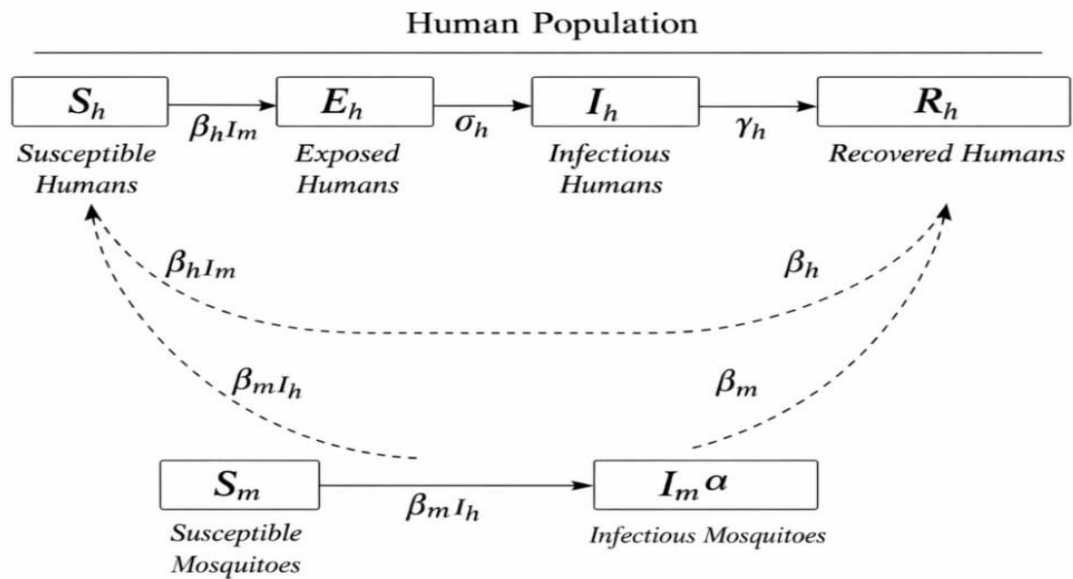 Human Population
S_h E_h I_h R_h
β_h I_m σ_h γ_h
Susceptible Exposed Infectious Recovered Humans
Humans Humans Humans
β_h I_m β_h
β_m I_h β_m
S_m I_m α
β_m I_h
Susceptible Infectious Mosquitoes
Mosquitoes